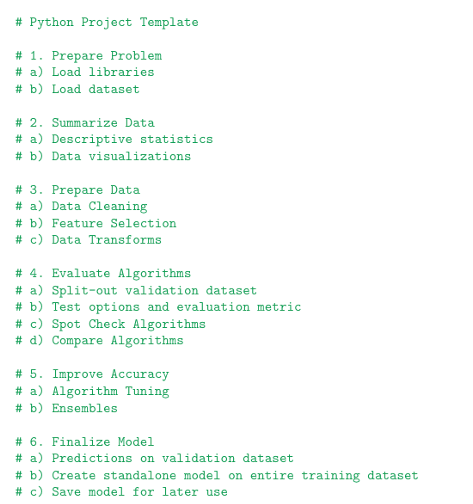 # Python Project Template

# 1. Prepare Problem
# a) Load libraries
# b) Load dataset

# 2. Summarize Data
# a) Descriptive statistics
# b) Data visualizations

# 3. Prepare Data
# a) Data Cleaning
# b) Feature Selection
# c) Data Transforms

# 4. Evaluate Algorithms
# a) Split-out validation dataset
# b) Test options and evaluation metric
# c) Spot Check Algorithms
# d) Compare Algorithms

# 5. Improve Accuracy
# a) Algorithm Tuning
# b) Ensembles

# 6. Finalize Model
# a) Predictions on validation dataset
# b) Create standalone model on entire training dataset
# c) Save model for later use